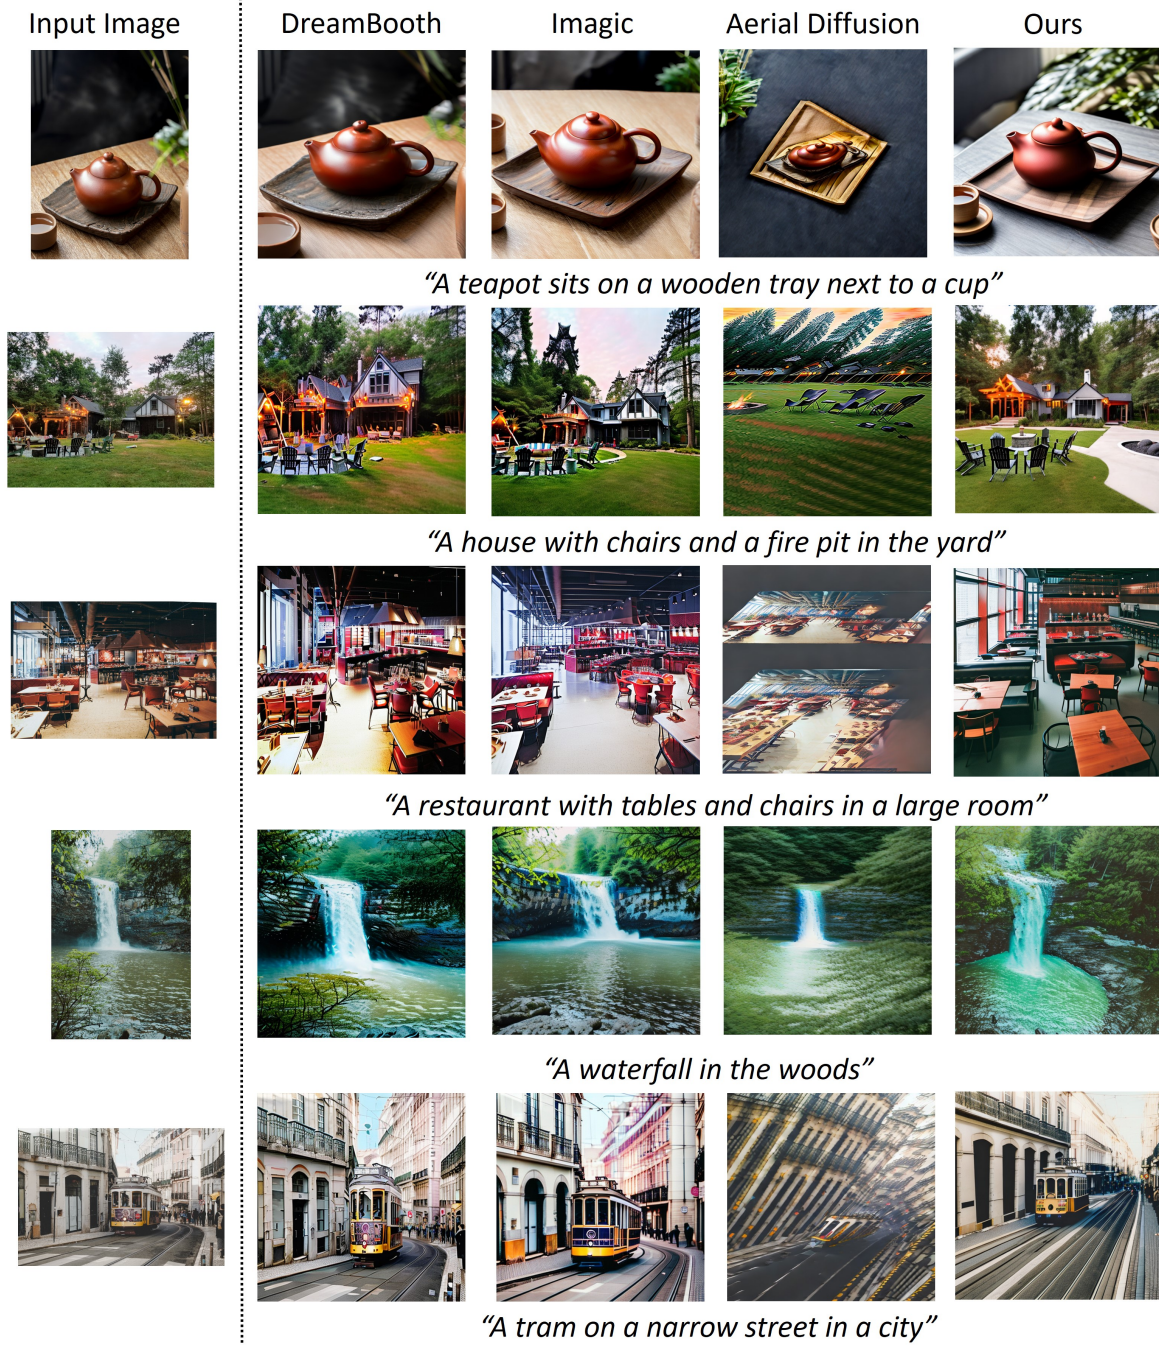 Input Image
DreamBooth
Imagic
Aerial Diffusion
Ours
“A teapot sits on a wooden tray next to a cup”
“A house with chairs and a fire pit in the yard”
“A restaurant with tables and chairs in a large room”
“A waterfall in the woods”
“A tram on a narrow street in a city”